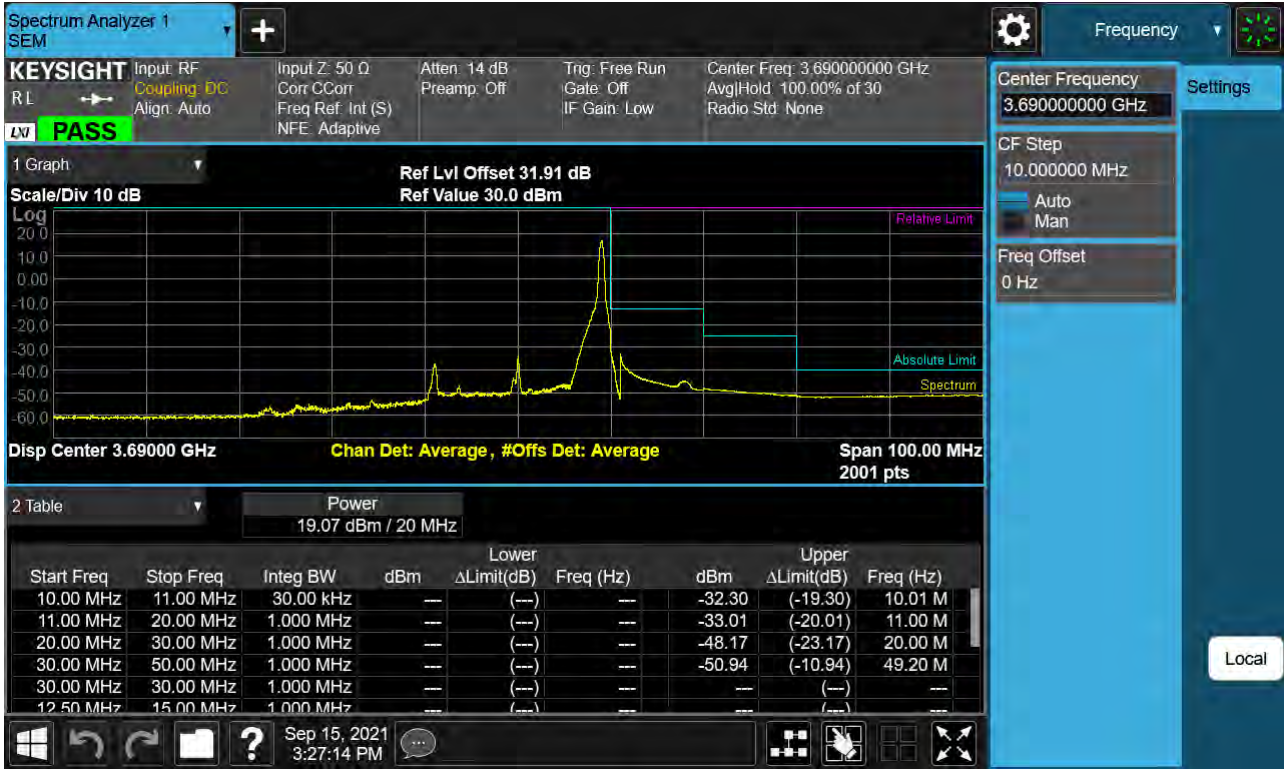 Spectrum Analyzer 1
SEM
+
Frequency
KEYSIGHT
RL
LXI
PASS
Input: RF
Coupling: DC
Align: Auto
Input Z: 50 Ω
Corr CCorr
Freq Ref: Int (S)
NFE: Adaptive
Atten: 14 dB
Preamp: Off
Trig: Free Run
Gate: Off
IF Gain: Low
Center Freq: 3.690000000 GHz
Avg|Hold: 100.00% of 30
Radio Std: None
Center Frequency
3.690000000 GHz
Settings
CF Step
10.000000 MHz
Auto
Man
Freq Offset
0 Hz
Local
1 Graph
Scale/Div 10 dB
Ref Lvl Offset 31.91 dB
Ref Value 30.0 dBm
Log
20.0
10.0
0.00
-10.0
-20.0
-30.0
-40.0
-50.0
-60.0
Relative Limit
Absolute Limit
Spectrum
Disp Center 3.69000 GHz
Chan Det: Average, #Offs Det: Average
Span 100.00 MHz
2001 pts
2 Table
Power
19.07 dBm / 20 MHz
Lower Upper
Start Freq Stop Freq Integ BW dBm ΔLimit(dB) Freq (Hz) dBm ΔLimit(dB) Freq (Hz)
10.00 MHz 11.00 MHz 30.00 kHz --- (---) --- -32.30 (-19.30) 10.01 M
11.00 MHz 20.00 MHz 1.000 MHz --- (---) --- -33.01 (-20.01) 11.00 M
20.00 MHz 30.00 MHz 1.000 MHz --- (---) --- -48.17 (-23.17) 20.00 M
30.00 MHz 50.00 MHz 1.000 MHz --- (---) --- -50.94 (-10.94) 49.20 M
30.00 MHz 30.00 MHz 1.000 MHz --- (---) --- --- (---) ---
12.50 MHz 15.00 MHz 1.000 MHz --- (---) --- --- (---) ---
?
Sep 15, 2021
3:27:14 PM